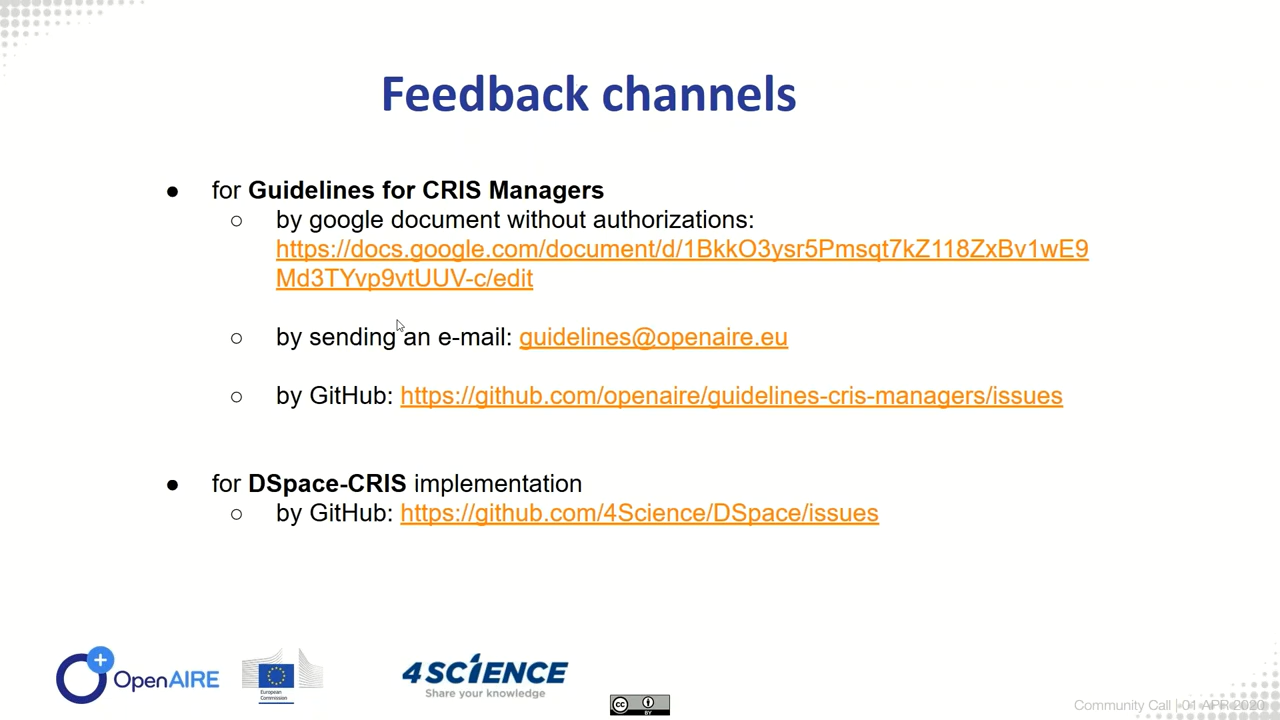 Feedback channels
● for Guidelines for CRIS Managers
○ by google document without authorizations:
https://docs.google.com/document/d/1BkkO3ysr5Pmsqt7kZ118ZxBv1wE9
Md3TYvp9vtUUV-c/edit
○ by sending an e-mail: guidelines@openaire.eu
○ by GitHub: https://github.com/openaire/guidelines-cris-managers/issues
● for DSpace-CRIS implementation
○ by GitHub: https://github.com/4Science/DSpace/issues
OpenAIRE
European
Commission
4SCIENCE
Share your knowledge
cc
BY
Community Call | 01 APR 2020